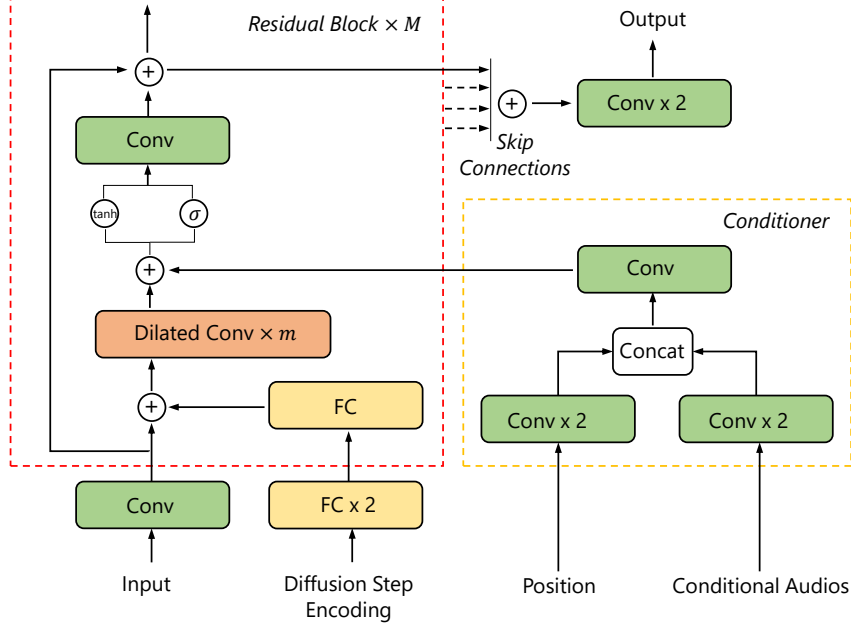 Residual Block × M
Output
+
+
Conv x 2
Conv
Skip
Connections
tanh
σ
Conditioner
+
Conv
Dilated Conv × m
Concat
+
FC
Conv x 2
Conv x 2
Conv
FC x 2
Input
Diffusion Step
Encoding
Position
Conditional Audios